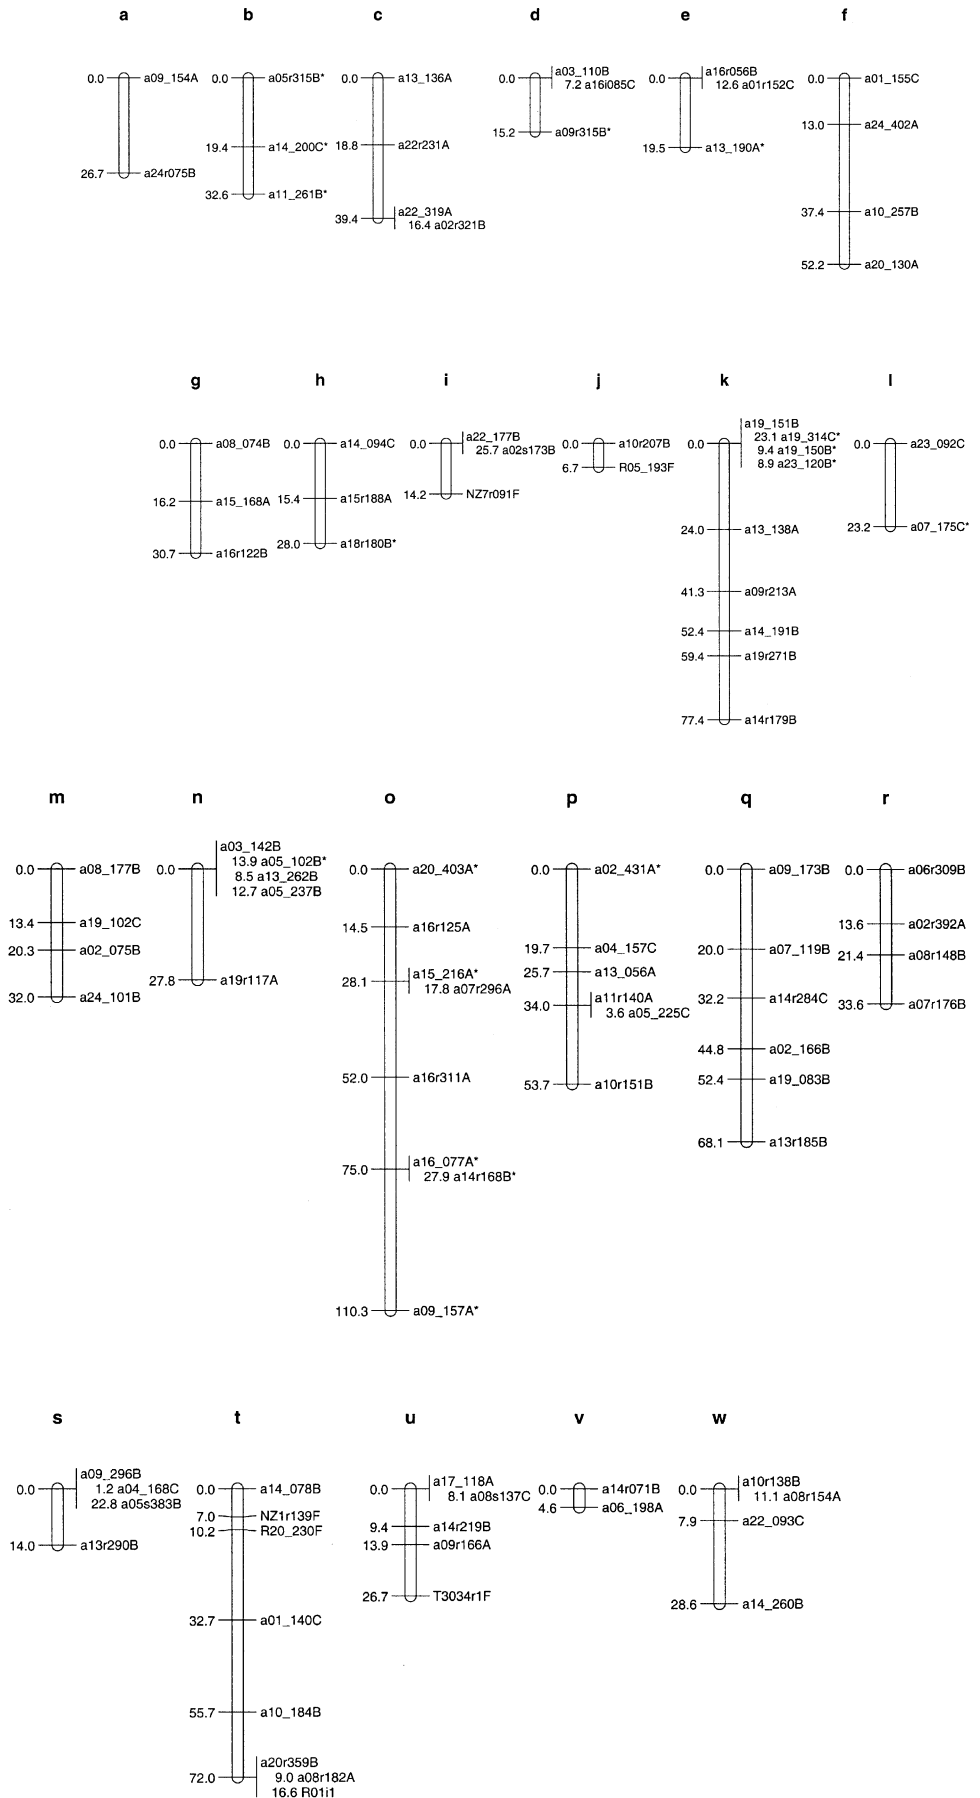 a b c d e f
0.0 a09_154A
26.7 a24r075B
0.0 a05r315B*
19.4 a14_200C*
32.6 a11_261B*
0.0 a13_136A
18.8 a22r231A
39.4 a22_319A
16.4 a02r321B
0.0 a03_110B
7.2 a16i085C
15.2 a09r315B*
0.0 a16r056B
12.6 a01r152C
19.5 a13_190A*
0.0 a01_155C
13.0 a24_402A
37.4 a10_257B
52.2 a20_130A
g h i j k l
0.0 a08_074B
16.2 a15_168A
30.7 a16r122B
0.0 a14_094C
15.4 a15r188A
28.0 a18r180B*
0.0 a22_177B
25.7 a02s173B
14.2 NZ7r091F
0.0 a10r207B
6.7 R05_193F
0.0 a19_151B
23.1 a19_314C*
9.4 a19_150B*
8.9 a23_120B*
24.0 a13_138A
41.3 a09r213A
52.4 a14_191B
59.4 a19r271B
77.4 a14r179B
0.0 a23_092C
23.2 a07_175C*
m n o p q r
0.0 a08_177B
13.4 a19_102C
20.3 a02_075B
32.0 a24_101B
0.0 a03_142B
13.9 a05_102B*
8.5 a13_262B
12.7 a05_237B
27.8 a19r117A
0.0 a20_403A*
14.5 a16r125A
28.1 a15_216A*
17.8 a07r296A
52.0 a16r311A
75.0 a16_077A*
27.9 a14r168B*
110.3 a09_157A*
0.0 a02_431A*
19.7 a04_157C
25.7 a13_056A
34.0 a11r140A
3.6 a05_225C
53.7 a10r151B
0.0 a09_173B
20.0 a07_119B
32.2 a14r284C
44.8 a02_166B
52.4 a19_083B
68.1 a13r185B
0.0 a06r309B
13.6 a02r392A
21.4 a08r148B
33.6 a07r176B
s t u v w
0.0 a09_296B
1.2 a04_168C
22.8 a05s383B
14.0 a13r290B
0.0 a14_078B
7.0 NZ1r139F
10.2 R20_230F
32.7 a01_140C
55.7 a10_184B
72.0 a20r359B
9.0 a08r182A
16.6 R01i1
0.0 a17_118A
8.1 a08s137C
9.4 a14r219B
13.9 a09r166A
26.7 T3034r1F
0.0 a14r071B
4.6 a06_198A
0.0 a10r138B
11.1 a08r154A
7.9 a22_093C
28.6 a14_260B